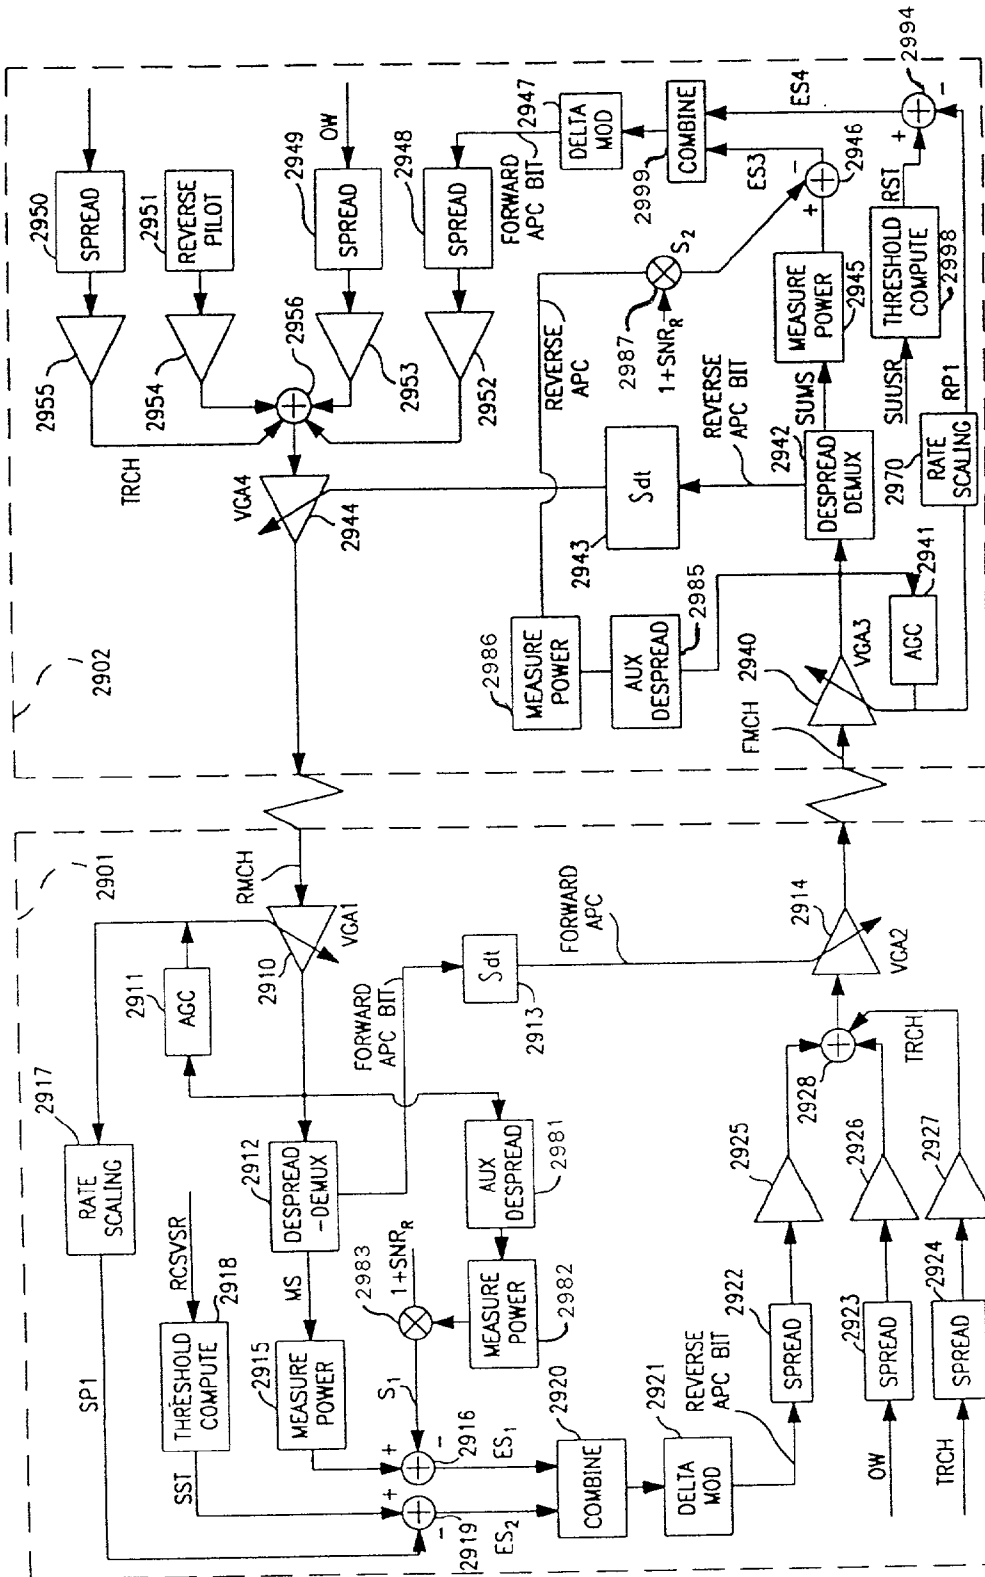 2902
2950
SPREAD
2955
2951
REVERSE
PILOT
2954
OW
2949
SPREAD
2953
FORWARD
APC BIT
2948
SPREAD
2952
2956
TRCH
VGA4
2944
2947
DELTA
MOD
2999
COMBINE
ES3
ES4
2946
+
-
2994
+
-
RST
THRESHOLD
COMPUTE
2998
SUUSR
MEASURE
POWER
2945
SUMS
S2
2987
1+SNRR
REVERSE
APC
REVERSE
APC BIT
2942
DESPREAD
DEMUX
Sdt
2943
2970
RATE
SCALING
RP1
2941
AGC
2986
MEASURE
POWER
AUX
DESPREAD
2985
2940
VGA3
FMCH
2901
RMCH
VGA1
2910
2911
AGC
2917
RATE
SCALING
SP1
RCSVSR
THRESHOLD
COMPUTE
2918
SST
2912
DESPREAD
-DEMUX
MS
2915
MEASURE
POWER
FORWARD
APC BIT
Sdt
2913
FORWARD
APC
2914
VGA2
AUX
DESPREAD
2981
MEASURE
POWER
2982
2983
1+SNRR
S1
+
-
2916
ES1
+
-
2919
ES2
2920
COMBINE
2921
DELTA
MOD
REVERSE
APC BIT
2922
SPREAD
2925
OW
2923
SPREAD
2926
TRCH
2924
SPREAD
2927
TRCH
2928